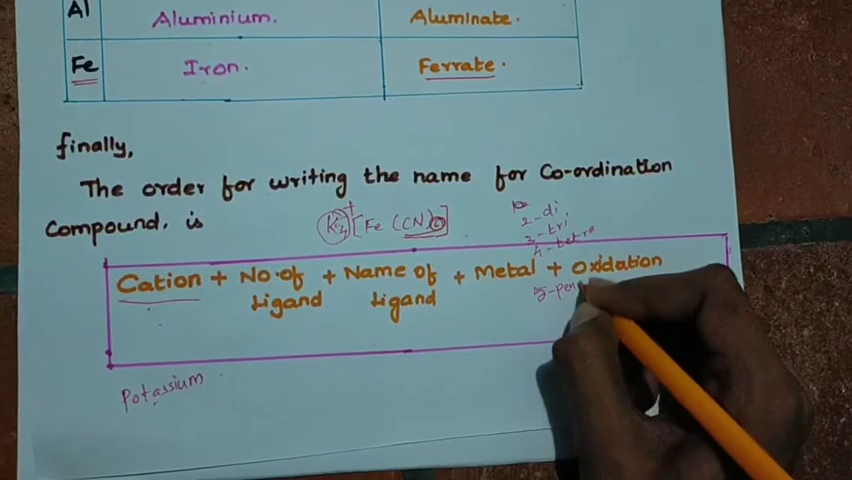 Al Aluminium. Aluminate.
Fe Iron. Ferrate.
finally,
The order for writing the name for Co-ordination
Compound. is K4+[Fe(CN)6]
2-di
3-tri,
4-tetra
Cation + No.of + Name of + Metal + Oxidation
Ligand Ligand 5-pen
Potassium